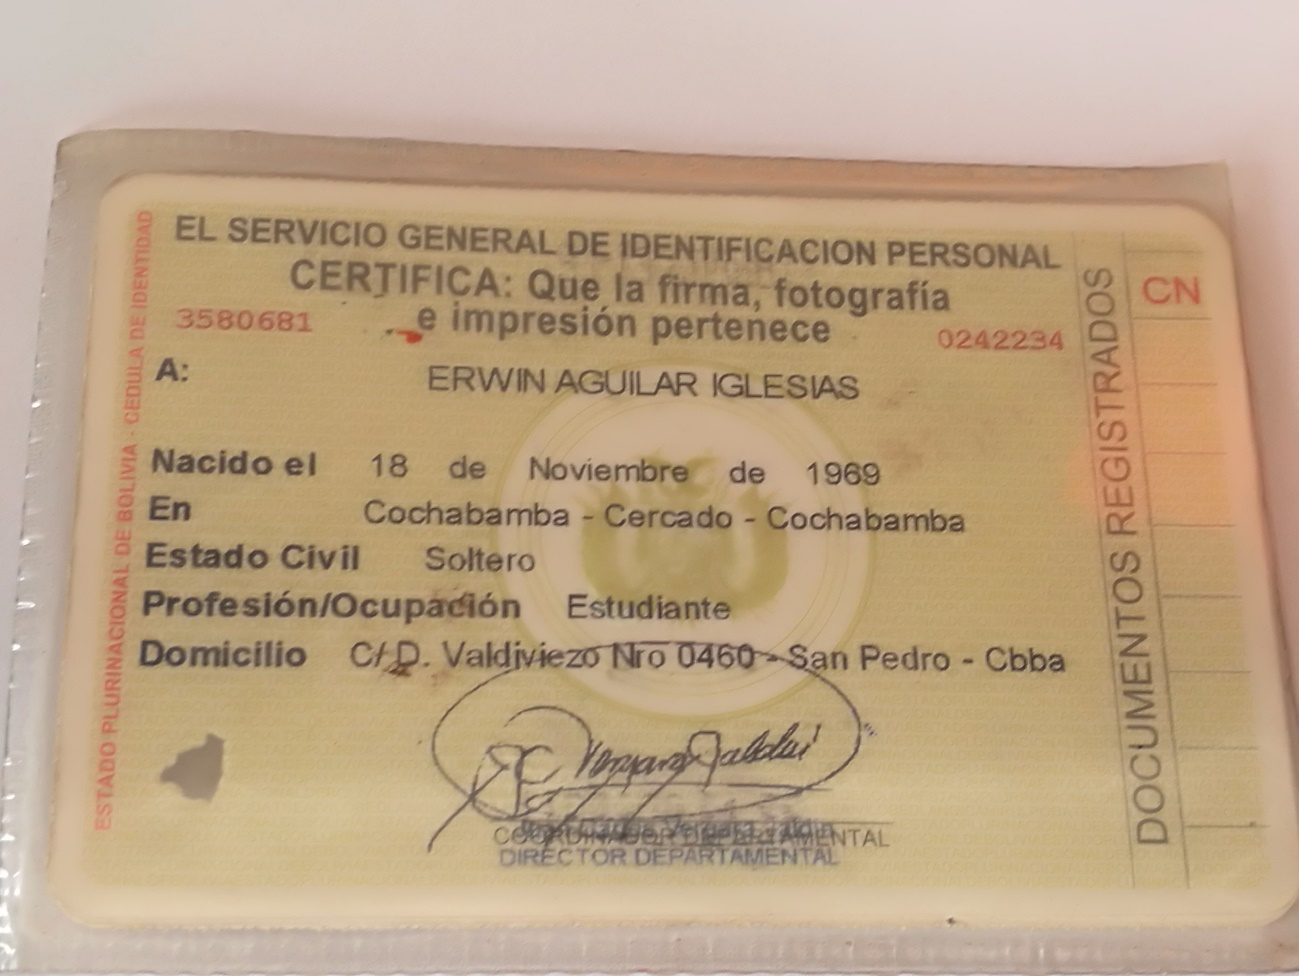 EL SERVICIO GENERAL DE IDENTIFICACION PERSONAL
CERTIFICA: Que la firma, fotografía
e impresión pertenece
3580681
0242234
A: ERWIN AGUILAR IGLESIAS
Nacido el 18 de Noviembre de 1969
En Cochabamba - Cercado - Cochabamba
Estado Civil Soltero
Profesión/Ocupación Estudiante
Domicilio C/ D. Valdiviezo Nro 0460 - San Pedro - Cbba
COORDINADOR DEPARTAMENTAL
DIRECTOR DEPARTAMENTAL
ESTADO PLURINACIONAL DE BOLIVIA - CEDULA DE IDENTIDAD
DOCUMENTOS REGISTRADOS
CN